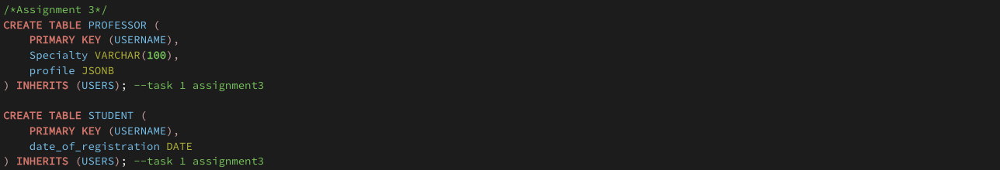 /*Assignment 3*/
CREATE TABLE PROFESSOR (
    PRIMARY KEY (USERNAME),
    Specialty VARCHAR(100),
    profile JSONB
) INHERITS (USERS); --task 1 assignment3

CREATE TABLE STUDENT (
    PRIMARY KEY (USERNAME),
    date_of_registration DATE
) INHERITS (USERS); --task 1 assignment3